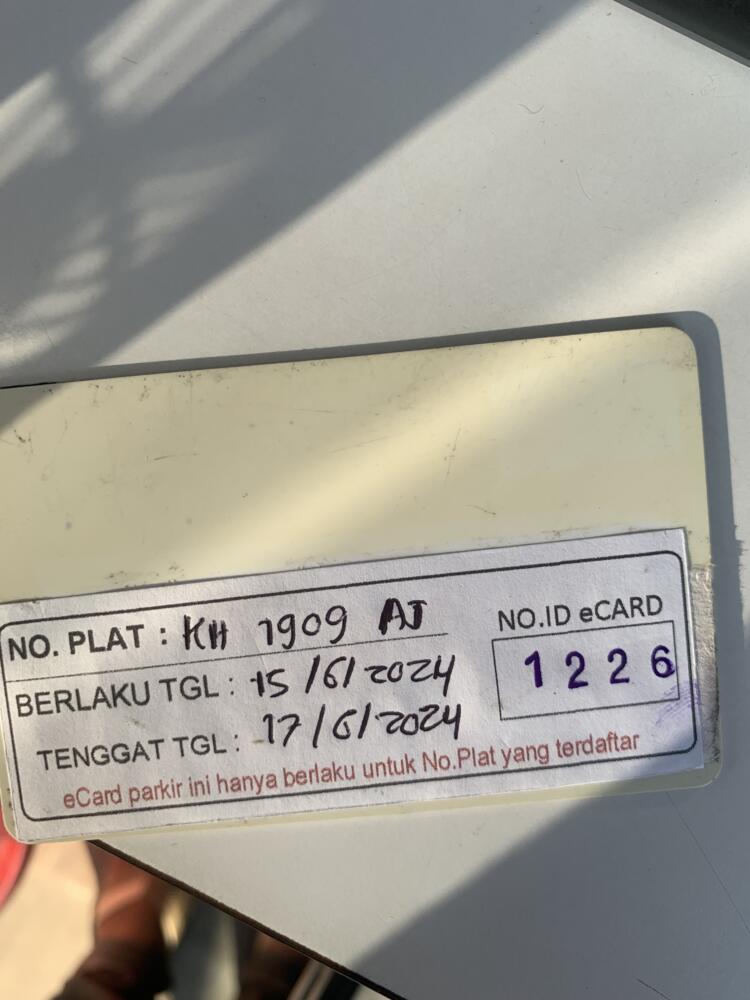 NO. PLAT : KH 1909 AJ
NO.ID eCARD
1226
BERLAKU TGL : 15/6/2024
TENGGAT TGL : 17/6/2024
eCard parkir ini hanya berlaku untuk No.Plat yang terdaftar